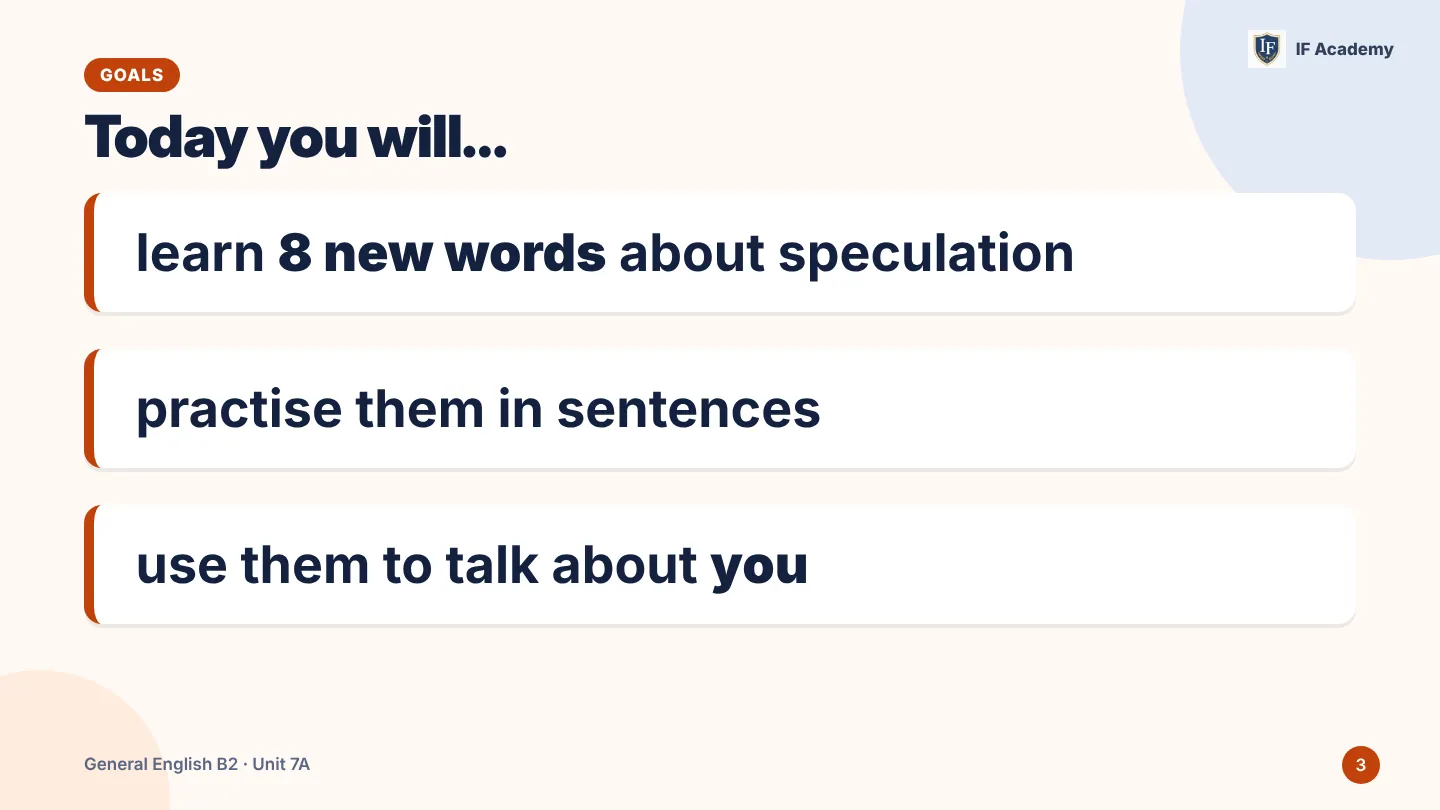 IF
IF Academy
GOALS
Today you will...
learn 8 new words about speculation
practise them in sentences
use them to talk about you
General English B2 · Unit 7A
3